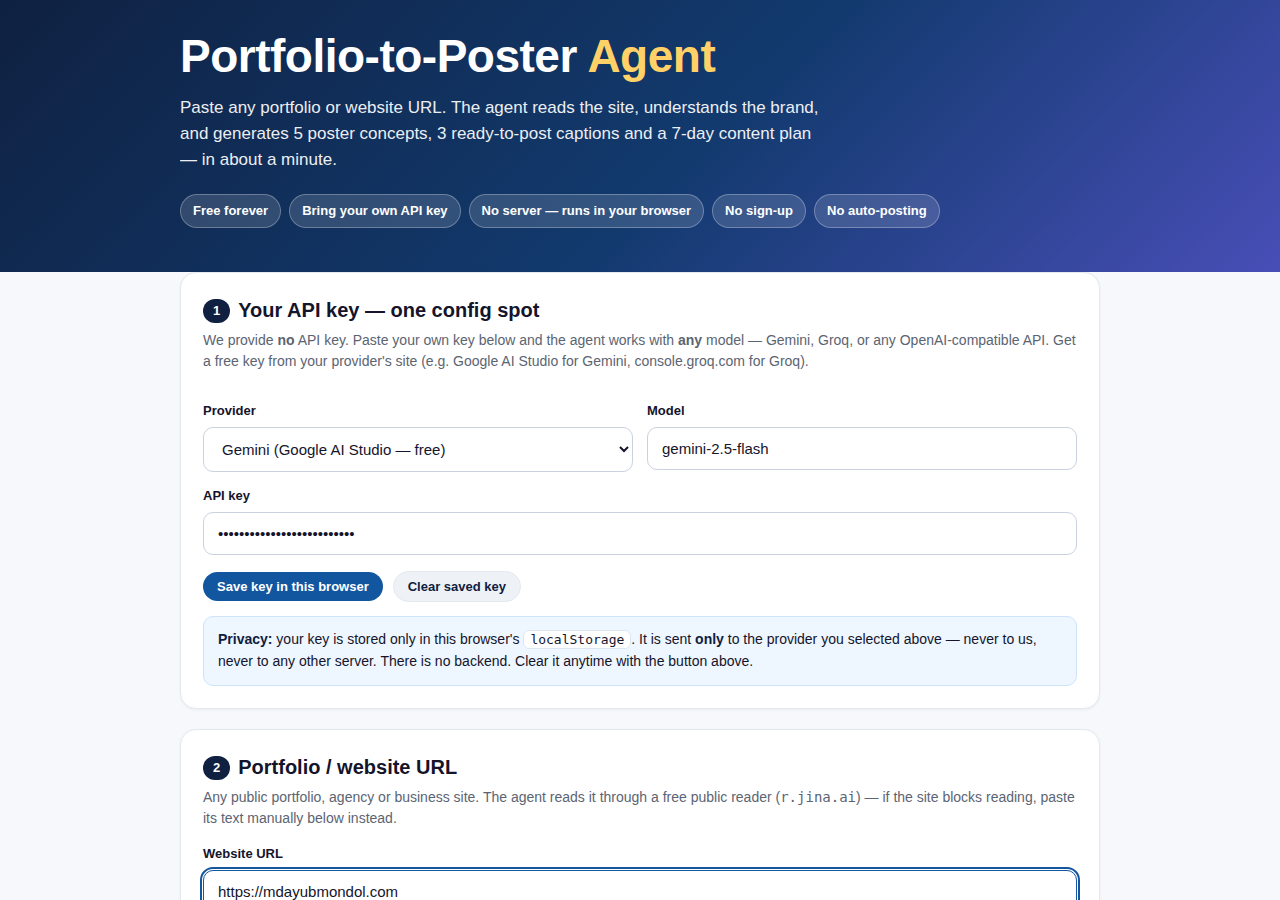 Portfolio-to-Poster Agent
Paste any portfolio or website URL. The agent reads the site, understands the brand,
and generates 5 poster concepts, 3 ready-to-post captions and a 7-day content plan
— in about a minute.
Free forever
Bring your own API key
No server — runs in your browser
No sign-up
No auto-posting
1 Your API key — one config spot
We provide no API key. Paste your own key below and the agent works with any model — Gemini, Groq, or any OpenAI-compatible API. Get
a free key from your provider's site (e.g. Google AI Studio for Gemini, console.groq.com for Groq).
Provider
Model
Gemini (Google AI Studio — free)
gemini-2.5-flash
API key
••••••••••••••••••••••••••
Save key in this browser
Clear saved key
Privacy: your key is stored only in this browser's localStorage. It is sent only to the provider you selected above — never to us,
never to any other server. There is no backend. Clear it anytime with the button above.
2 Portfolio / website URL
Any public portfolio, agency or business site. The agent reads it through a free public reader (r.jina.ai) — if the site blocks reading, paste
its text manually below instead.
Website URL
https://mdayubmondol.com